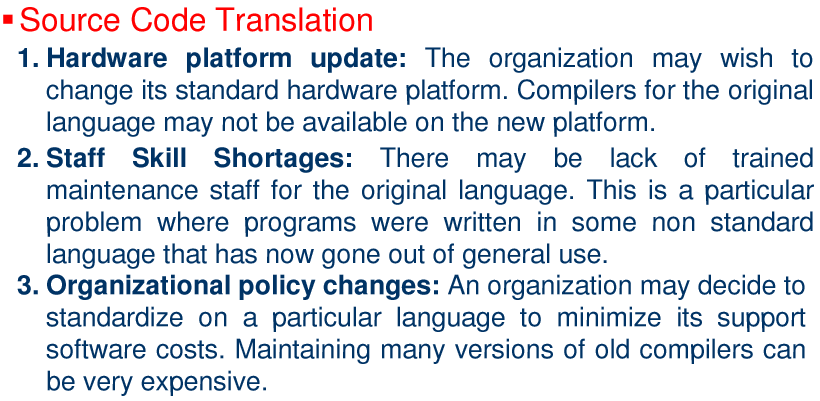 ▪ Source Code Translation
1. Hardware platform update: The organization may wish to
change its standard hardware platform. Compilers for the original
language may not be available on the new platform.
2. Staff Skill Shortages: There may be lack of trained
maintenance staff for the original language. This is a particular
problem where programs were written in some non standard
language that has now gone out of general use.
3. Organizational policy changes: An organization may decide to
standardize on a particular language to minimize its support
software costs. Maintaining many versions of old compilers can
be very expensive.